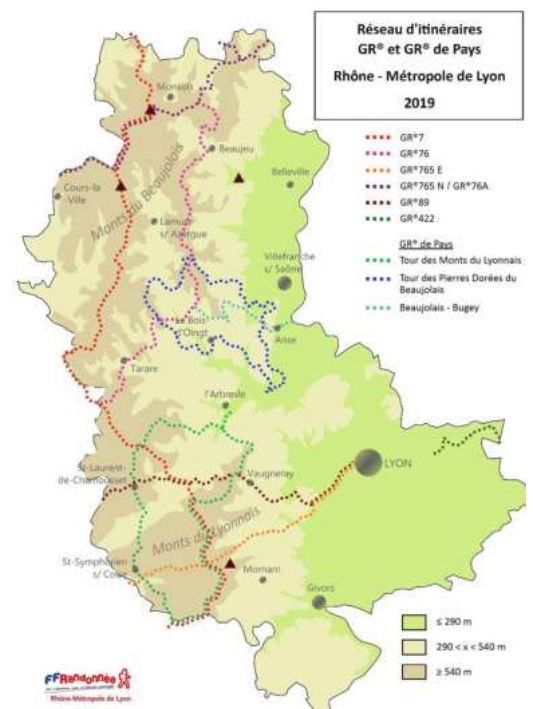 Réseau d'itinéraires
GR® et GR® de Pays
Rhône - Métropole de Lyon
2019
GR®7
GR®76
GR®765 E
GR®765 N / GR®76A
GR®89
GR®422
GR® de Pays
Tour des Monts du Lyonnais
Tour des Pierres Dorées du
Beaujolais
Beaujolais - Bugey
Monsols
Beaujeu
Belleville
Cours-la
-Ville
Monts du Beaujolais
Lamure
s/ Azergue
Villefranche
s/ Saône
Le Bois
d'Oingt
Anse
Tarare
l'Arbresle
LYON
St-Laurent-
de-Chamousset
Vaugneray
Monts du Lyonnais
St-Symphorien
s/ Coise
Mornant
Givors
≤ 290 m
290 < x < 540 m
≥ 540 m
FFRandonnée
Rhône-Métropole de Lyon